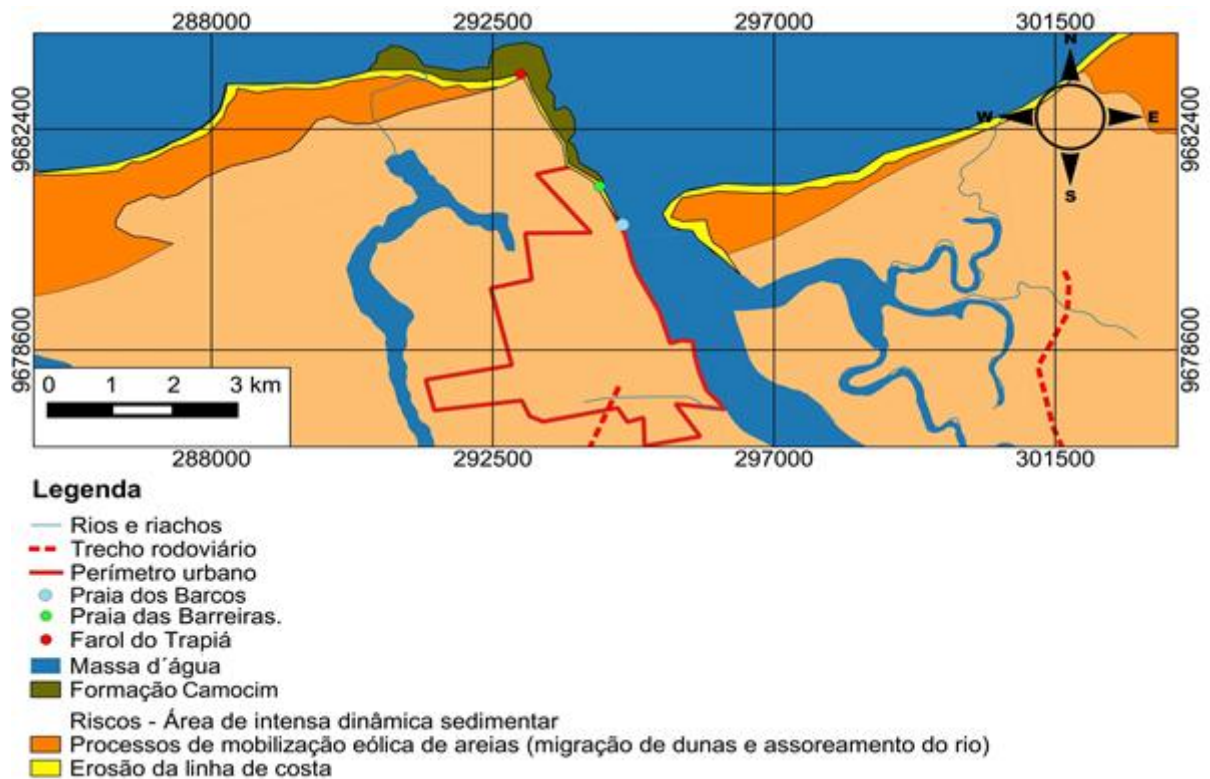 288000 292500 297000 301500
N
W E
S
9682400 9682400
9678600 9678600
0 1 2 3 km
288000 292500 297000 301500
Legenda
Rios e riachos
Trecho rodoviário
Perímetro urbano
Praia dos Barcos
Praia das Barreiras.
Farol do Trapiá
Massa d´água
Formação Camocim
Riscos - Área de intensa dinâmica sedimentar
Processos de mobilização eólica de areias (migração de dunas e assoreamento do rio)
Erosão da linha de costa